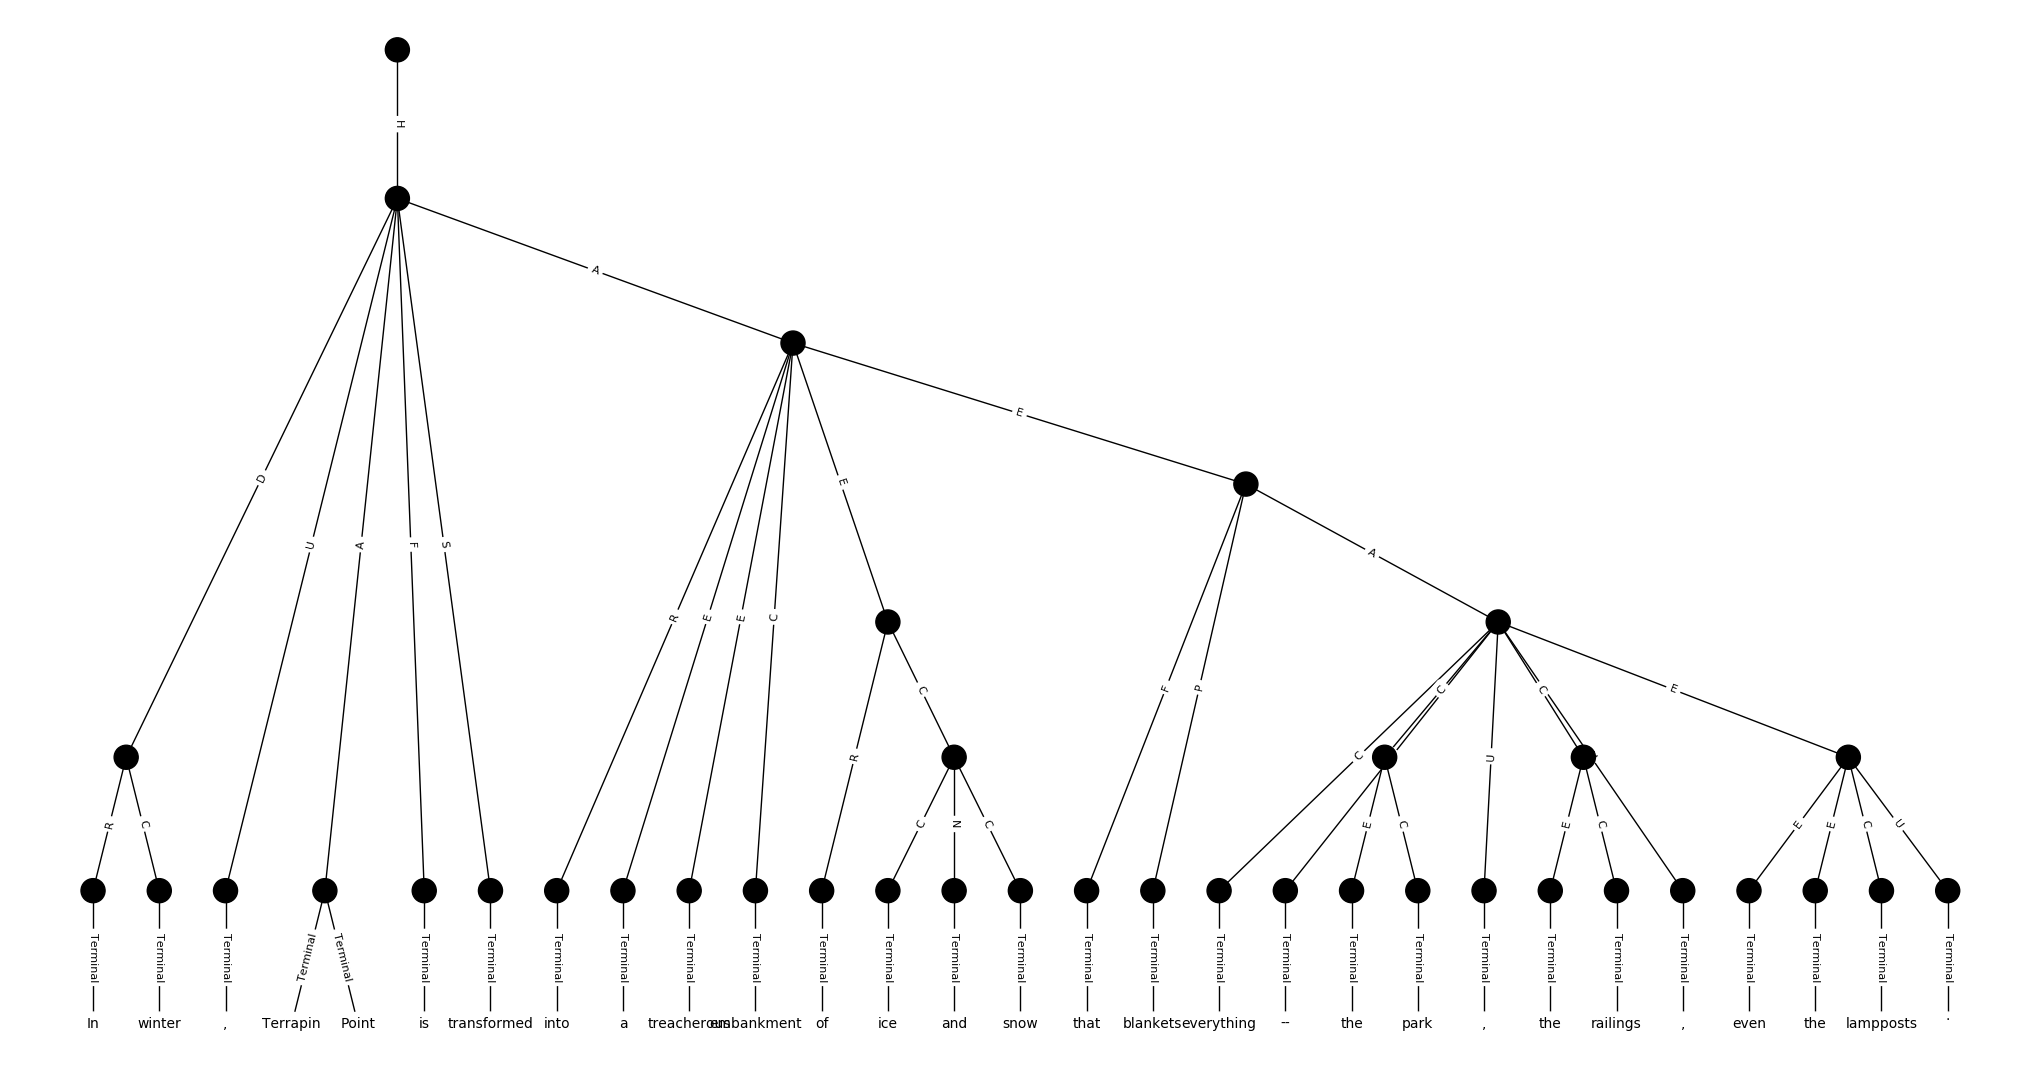 H
A
E
D
E
U
A
F
S
A
R
E
E
C
C
F
P
C
C
E
R
C
U
R
C
C
N
C
E
C
E
C
E
E
C
U
Terminal Terminal Terminal Terminal Terminal Terminal Terminal Terminal Terminal Terminal Terminal Terminal Terminal Terminal Terminal Terminal Terminal Terminal Terminal Terminal Terminal Terminal Terminal Terminal Terminal Terminal Terminal Terminal Terminal
In winter , Terrapin Point is transformed into a treacherous embankment of ice and snow that blankets everything -- the park , the railings , even the lampposts .